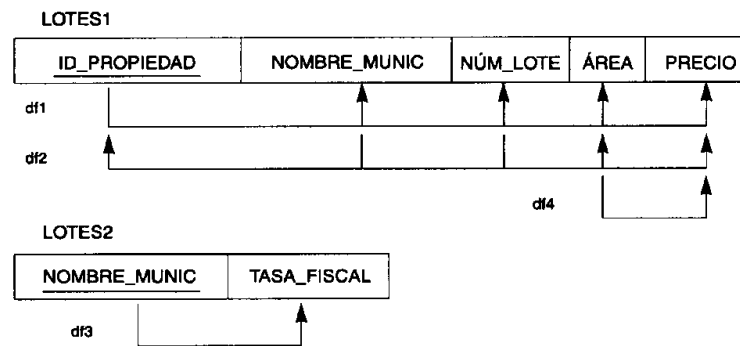 LOTES1
ID_PROPIEDAD NOMBRE_MUNIC NÚM_LOTE ÁREA PRECIO
df1
df2
df4
LOTES2
NOMBRE_MUNIC TASA_FISCAL
df3